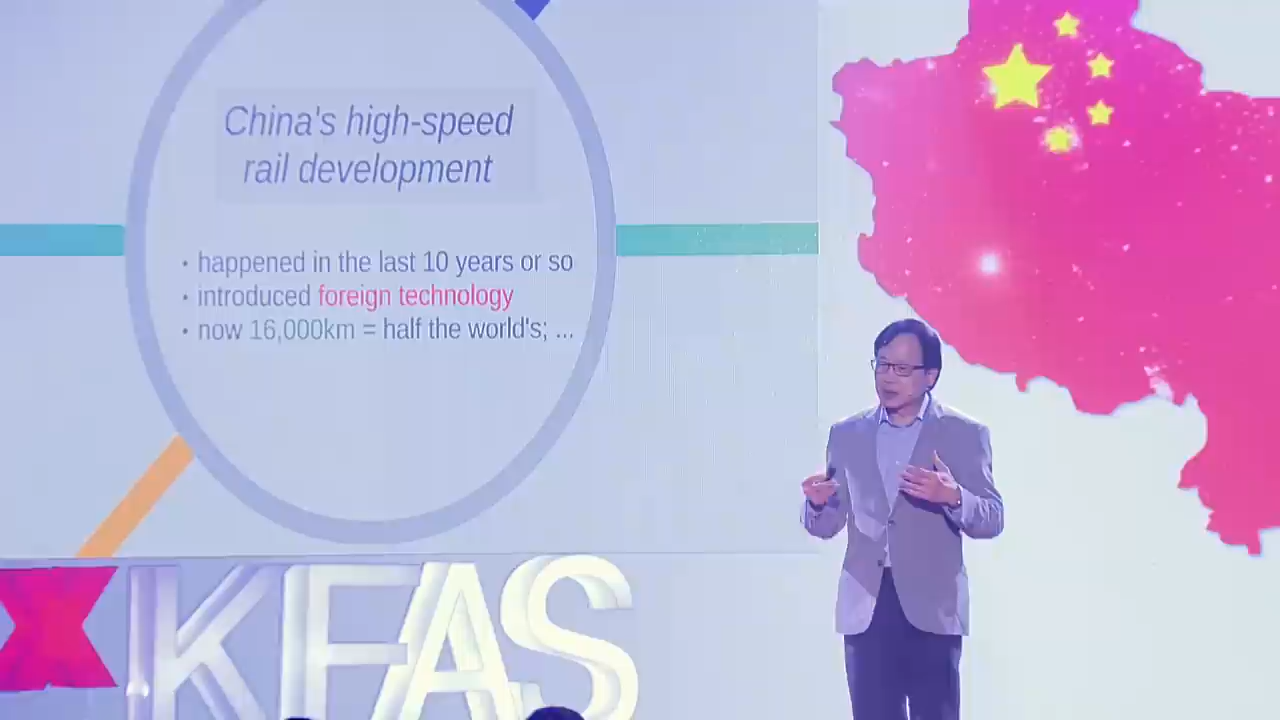 China's high-speed
rail development
• happened in the last 10 years or so
• introduced foreign technology
• now 16,000km = half the world's; ...
X KFAS